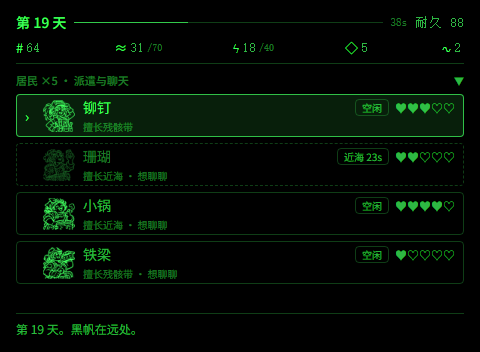 第 19 天 38s 耐久 88
# 64 ≈ 31 /70 ϟ 18 /40 ◇ 5 ∿ 2
居民 ×5 · 派遣与聊天 ▼
› 铆钉 空闲 ♥♥♥♡♡
擅长残骸带
珊瑚 近海 23s ♥♥♡♡♡
擅长近海 · 想聊聊
小锅 空闲 ♥♥♥♥♡
擅长残骸带 · 想聊聊
铁梁 空闲 ♥♡♡♡♡
擅长残骸带 · 想聊聊
第 19 天。黑帆在远处。